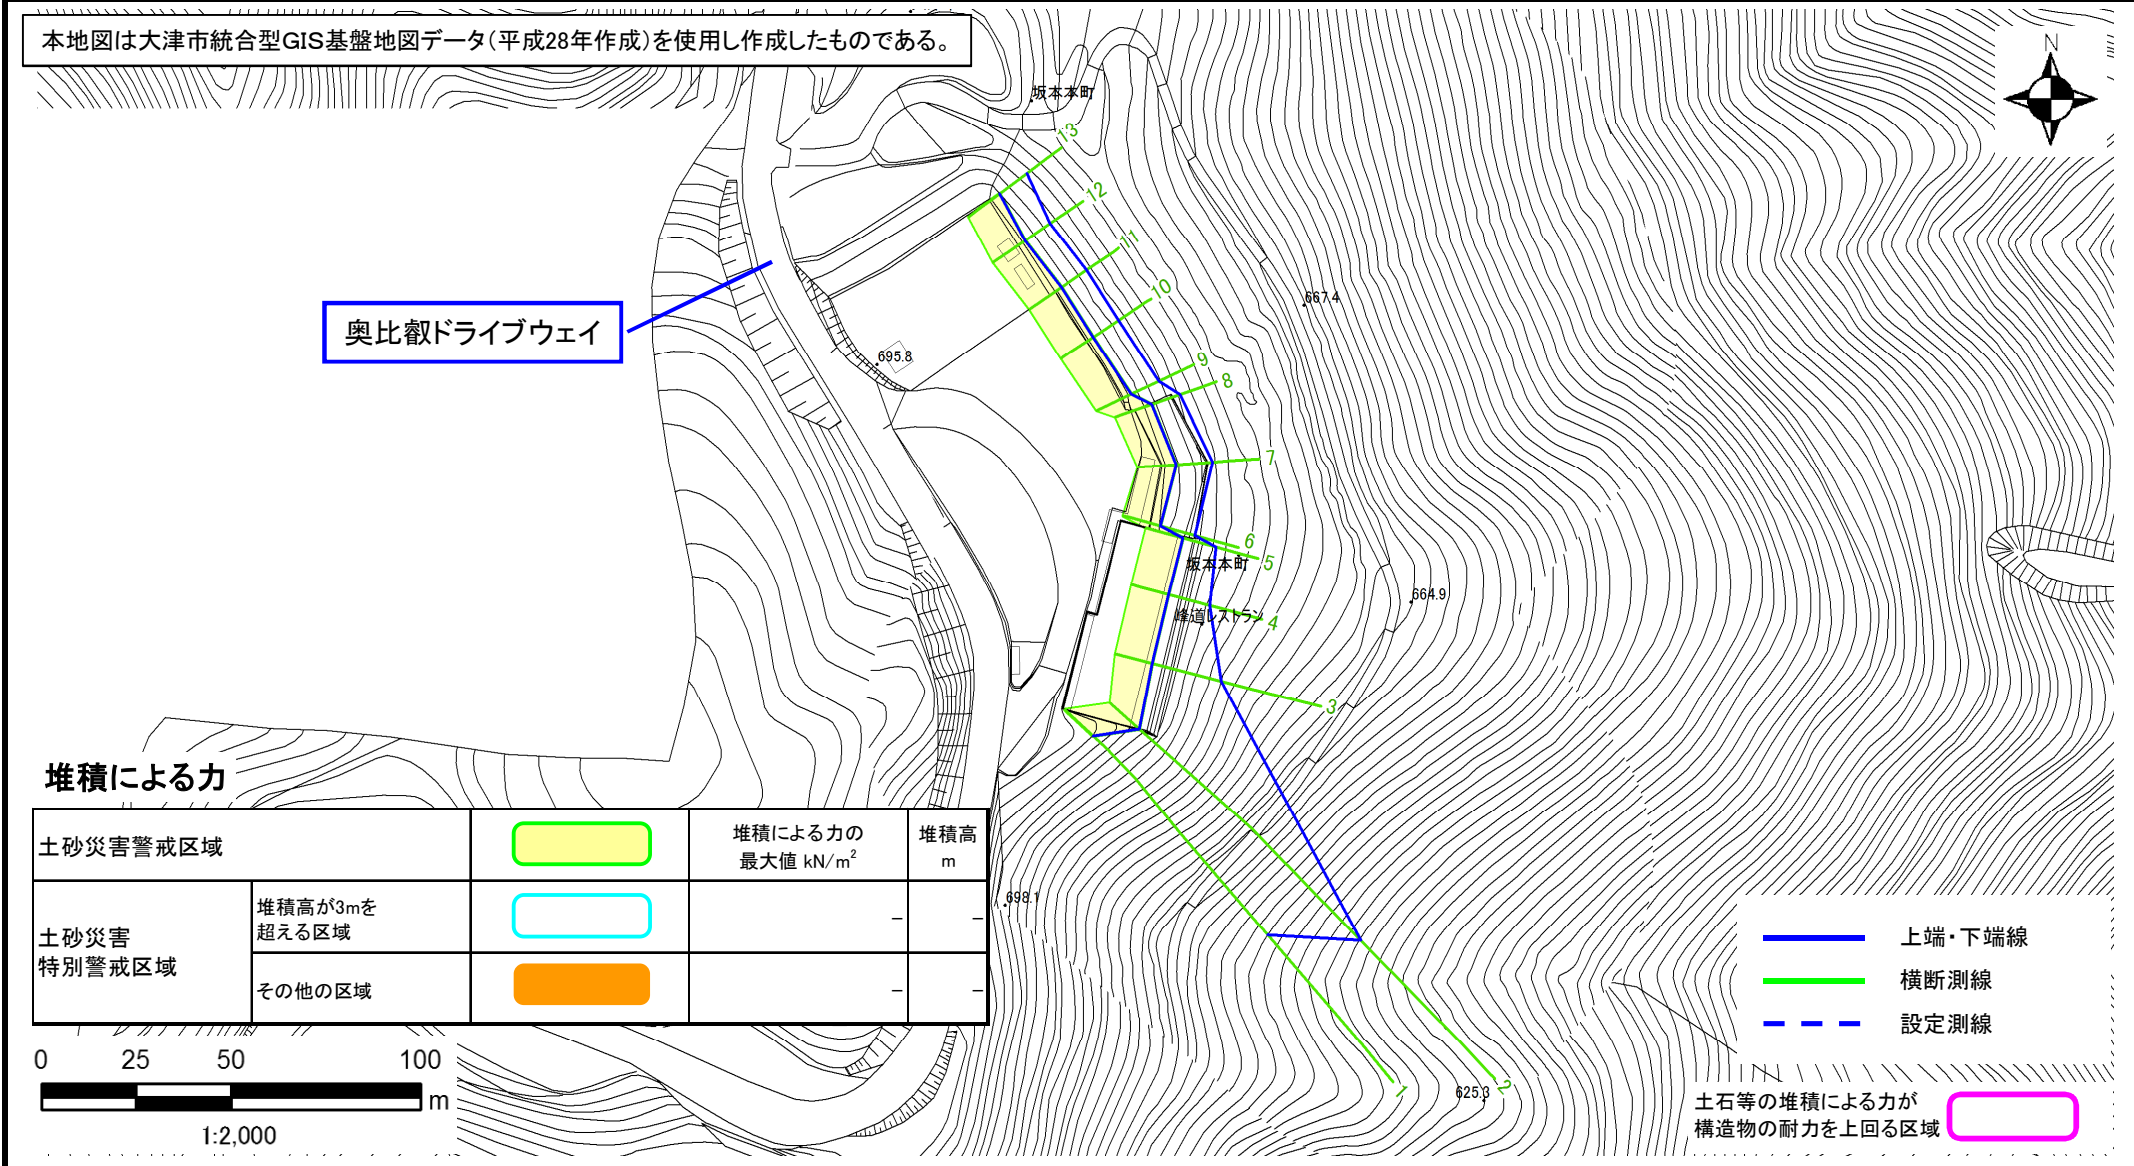 本地図は大津市統合型GIS基盤地図データ(平成28年作成)を使用し作成したものである。
N
坂本本町
13
12
11
10
9
8
7
6
5
4
3
2
1
667.4
奥比叡ドライブウェイ
695.8
坂本本町
峰道レストラン
664.9
698.1
625.3
堆積による力
土砂災害警戒区域
堆積による力の
最大値 kN/m²
堆積高
m
土砂災害
特別警戒区域
堆積高が3mを
超える区域
－
－
その他の区域
－
－
0 25 50 100
m
1:2,000
上端・下端線
横断測線
設定測線
土石等の堆積による力が
構造物の耐力を上回る区域